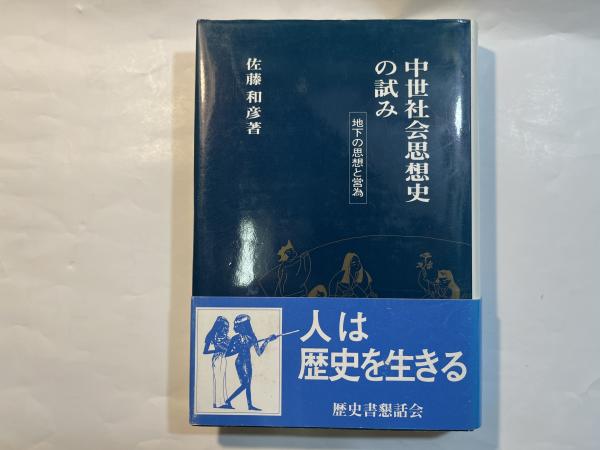 中世社会思想史
の試み
地下の思想と営為
佐藤和彦著
人は
歴史を生きる
歴史書懇話会